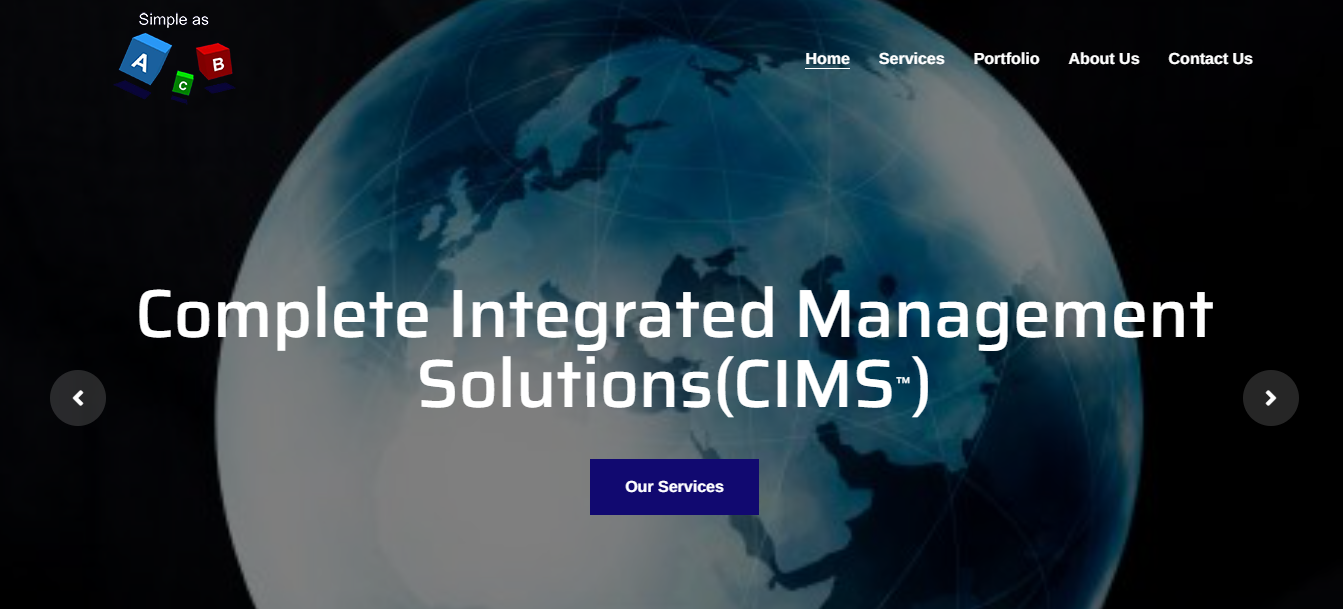 Simple as
A
B
C
Home Services Portfolio About Us Contact Us
Complete Integrated Management
Solutions(CIMS™)
Our Services